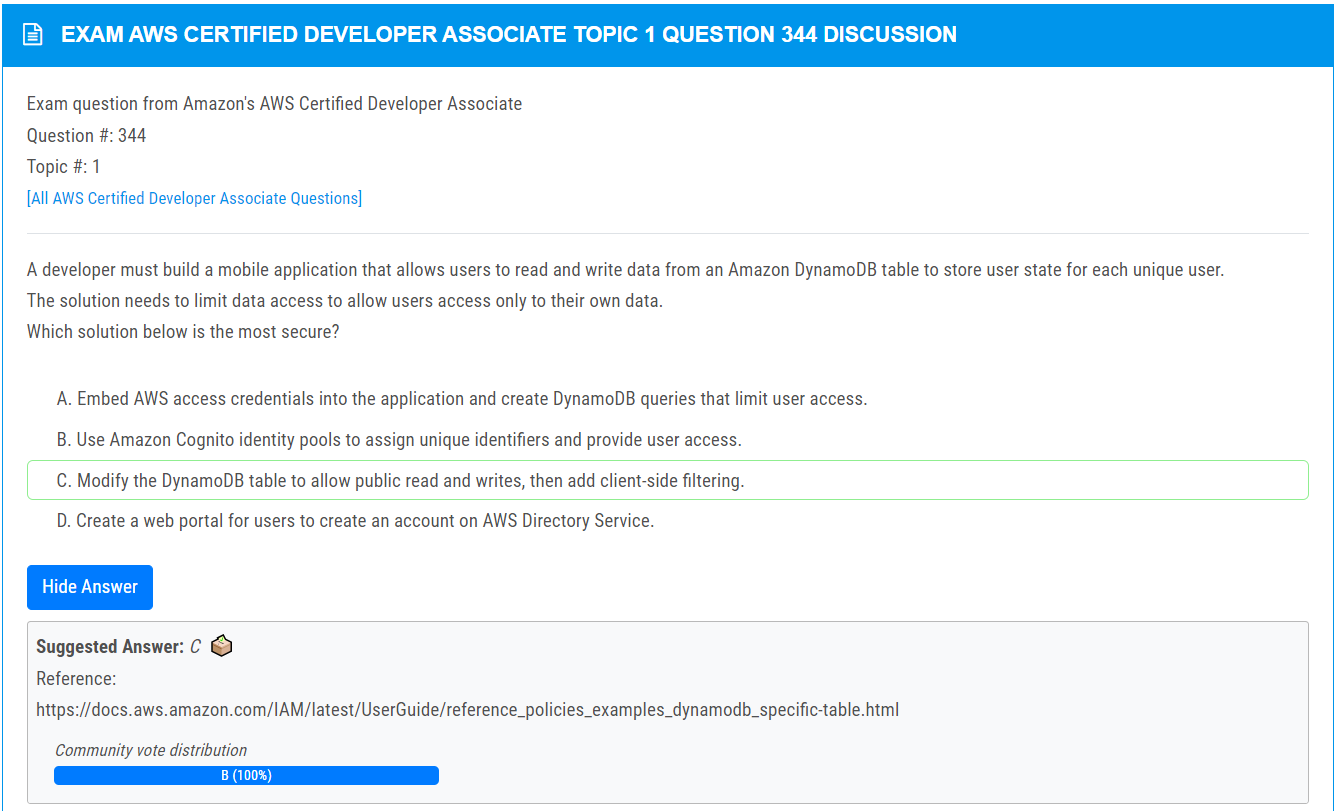 EXAM AWS CERTIFIED DEVELOPER ASSOCIATE TOPIC 1 QUESTION 344 DISCUSSION
Exam question from Amazon's AWS Certified Developer Associate
Question #: 344
Topic #: 1
[All AWS Certified Developer Associate Questions]
A developer must build a mobile application that allows users to read and write data from an Amazon DynamoDB table to store user state for each unique user.
The solution needs to limit data access to allow users access only to their own data.
Which solution below is the most secure?
A. Embed AWS access credentials into the application and create DynamoDB queries that limit user access.
B. Use Amazon Cognito identity pools to assign unique identifiers and provide user access.
C. Modify the DynamoDB table to allow public read and writes, then add client-side filtering.
D. Create a web portal for users to create an account on AWS Directory Service.
Hide Answer
Suggested Answer: C
Reference:
https://docs.aws.amazon.com/IAM/latest/UserGuide/reference_policies_examples_dynamodb_specific-table.html
Community vote distribution
B (100%)